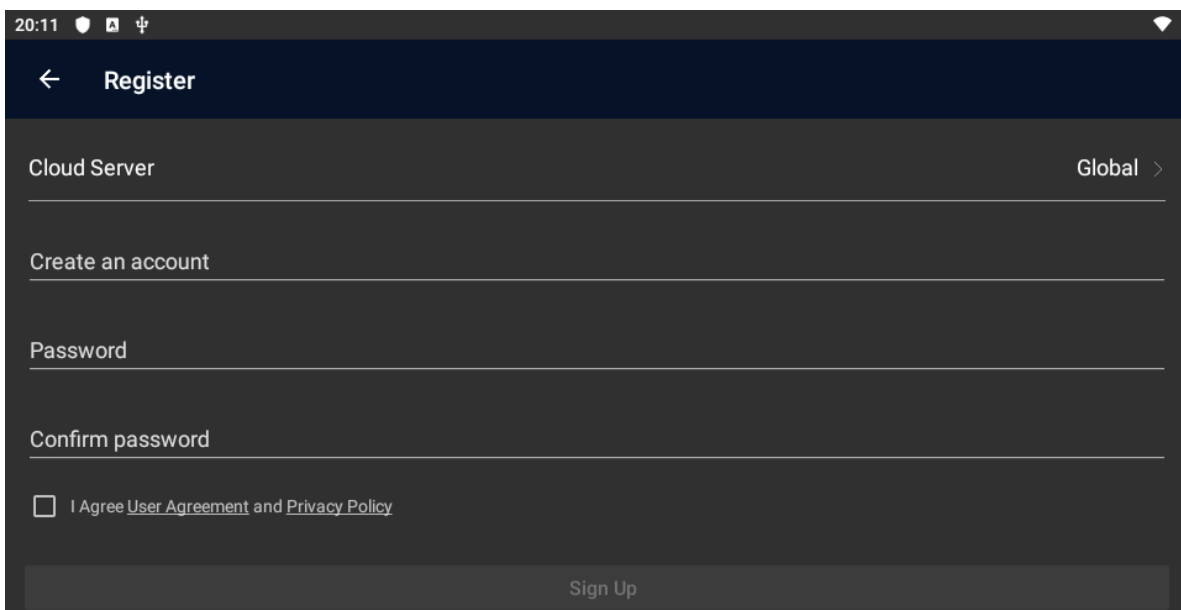 20:11
Register
Cloud Server Global
Create an account
Password
Confirm password
I Agree User Agreement and Privacy Policy
Sign Up